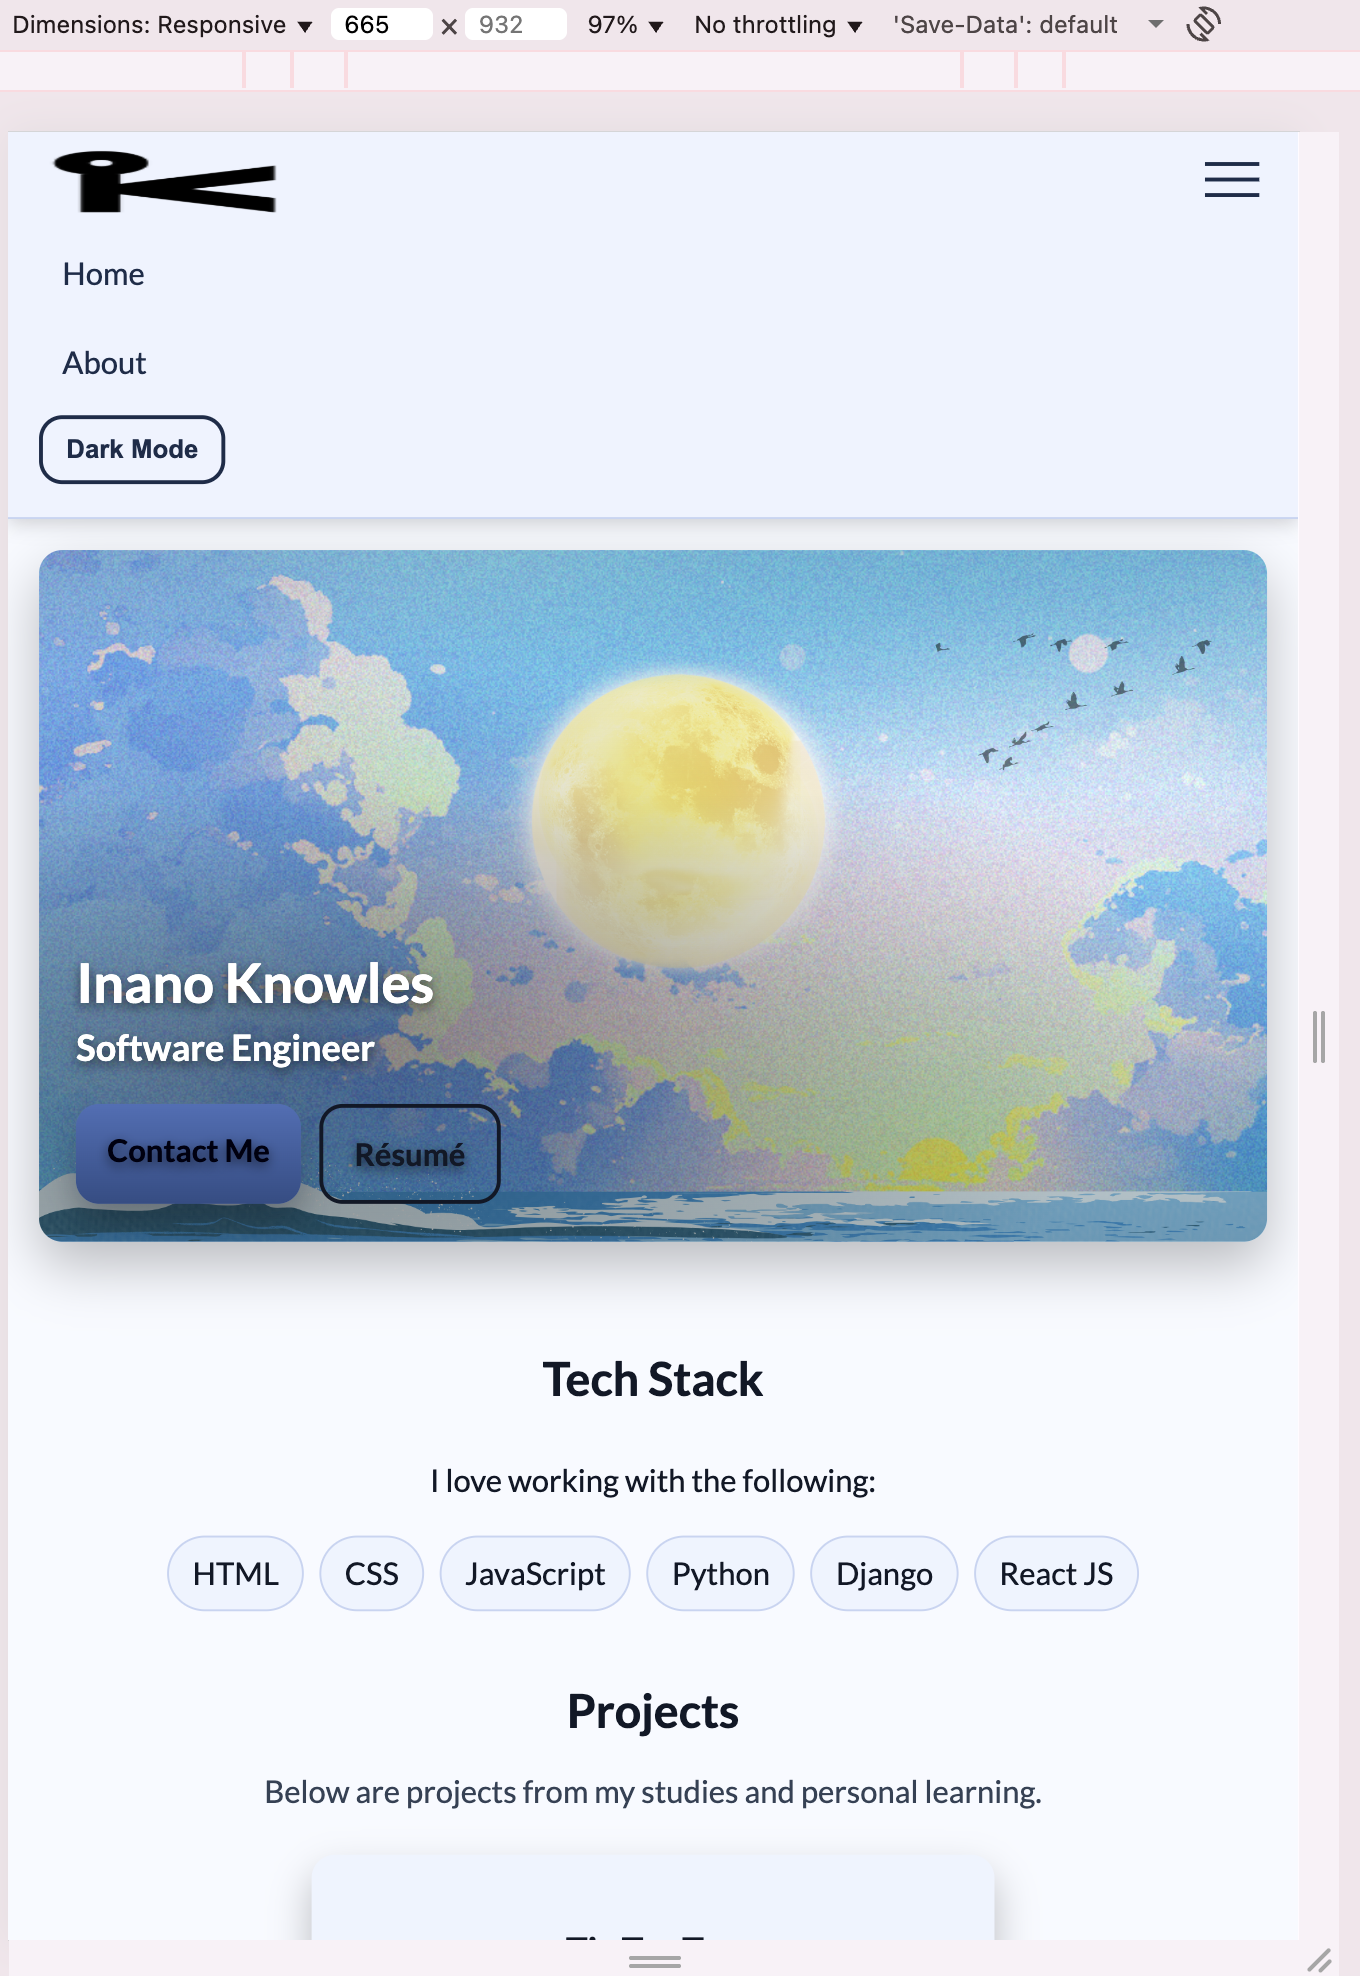 Dimensions: Responsive ▼ 665 × 932 97% ▼ No throttling ▼ 'Save-Data': default
Home
About
Dark Mode
Inano Knowles
Software Engineer
Contact Me Résumé
Tech Stack
I love working with the following:
HTML CSS JavaScript Python Django React JS
Projects
Below are projects from my studies and personal learning.